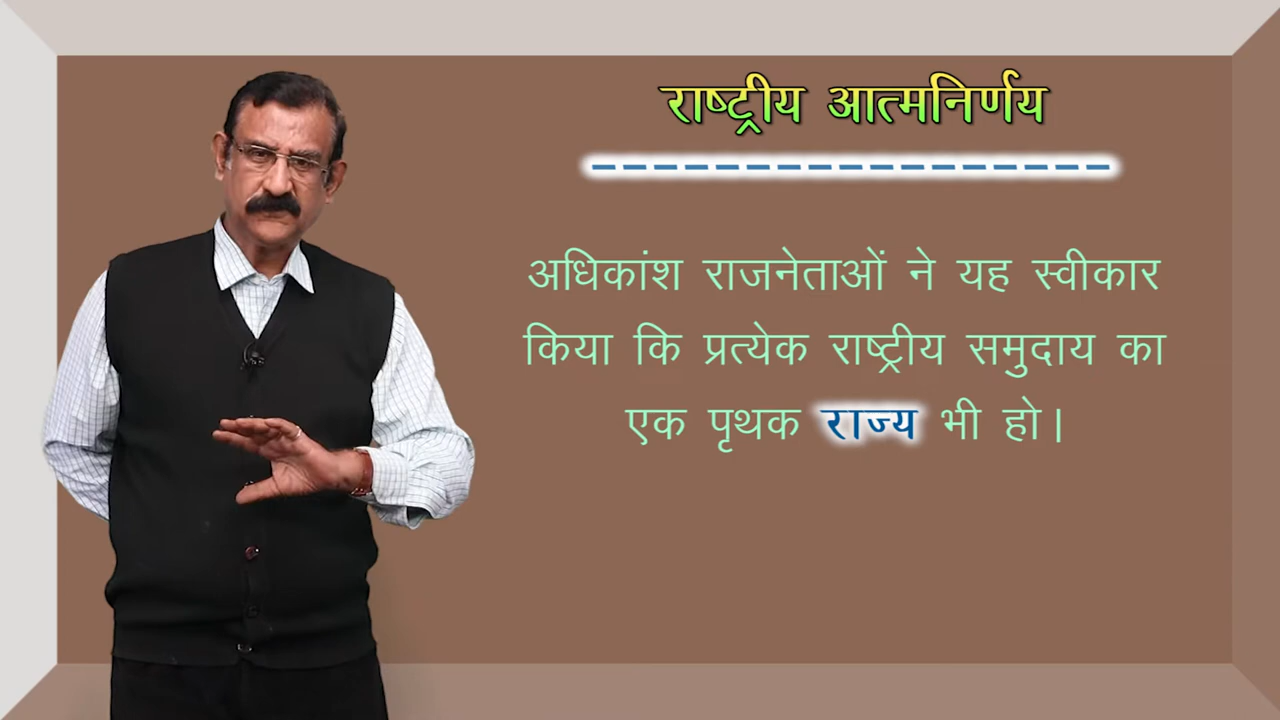 राष्ट्रीय आत्मनिर्णय
अधिकांश राजनेताओं ने यह स्वीकार
किया कि प्रत्येक राष्ट्रीय समुदाय का
एक पृथक राज्य भी हो।